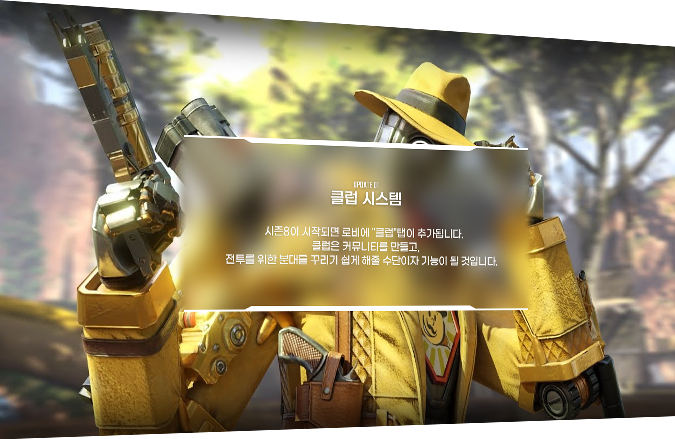 UPDATE 01
클럽 시스템
시즌8이 시작되면 로비에 "클럽"탭이 추가됩니다.
클럽은 커뮤니티를 만들고,
전투를 위한 분대를 꾸리기 쉽게 해줄 수단이자 기능이 될 것입니다.